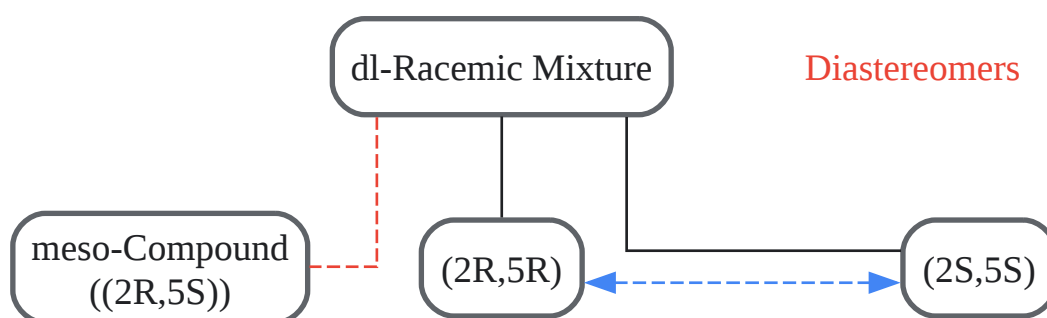 dl-Racemic Mixture
Diastereomers
meso-Compound
((2R,5S))
(2R,5R)
(2S,5S)